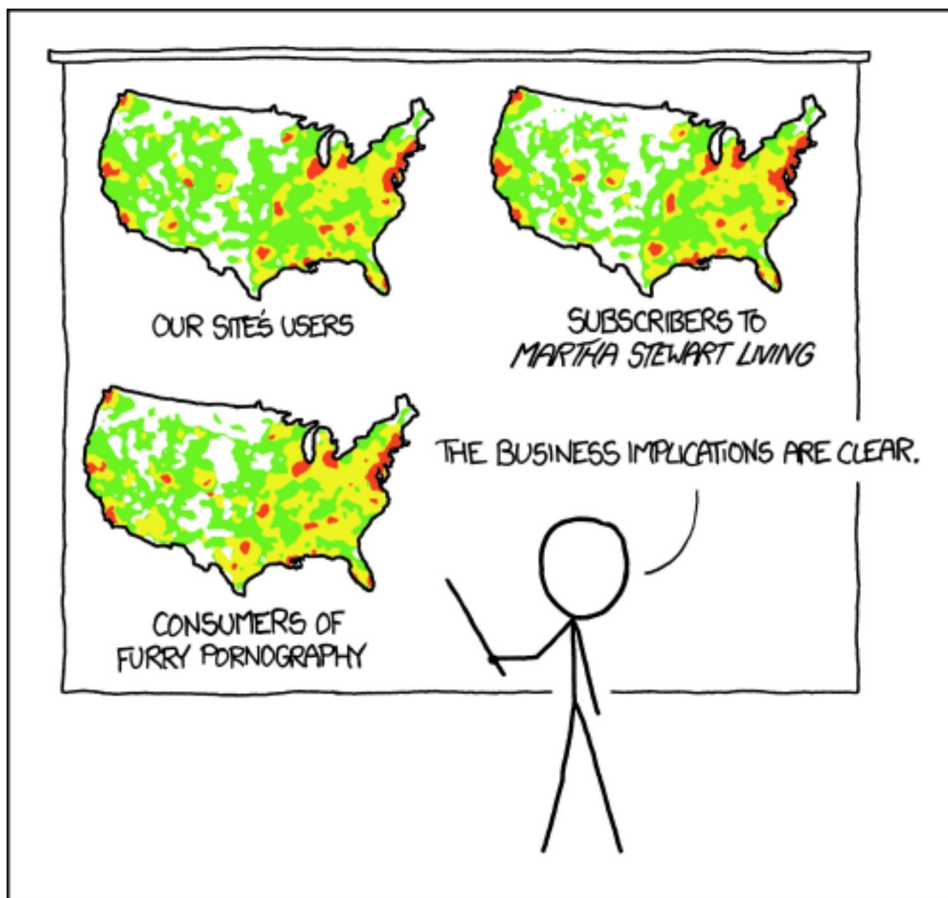 OUR SITE'S USERS
SUBSCRIBERS TO
MARTHA STEWART LIVING
CONSUMERS OF
FURRY PORNOGRAPHY
THE BUSINESS IMPLICATIONS ARE CLEAR.